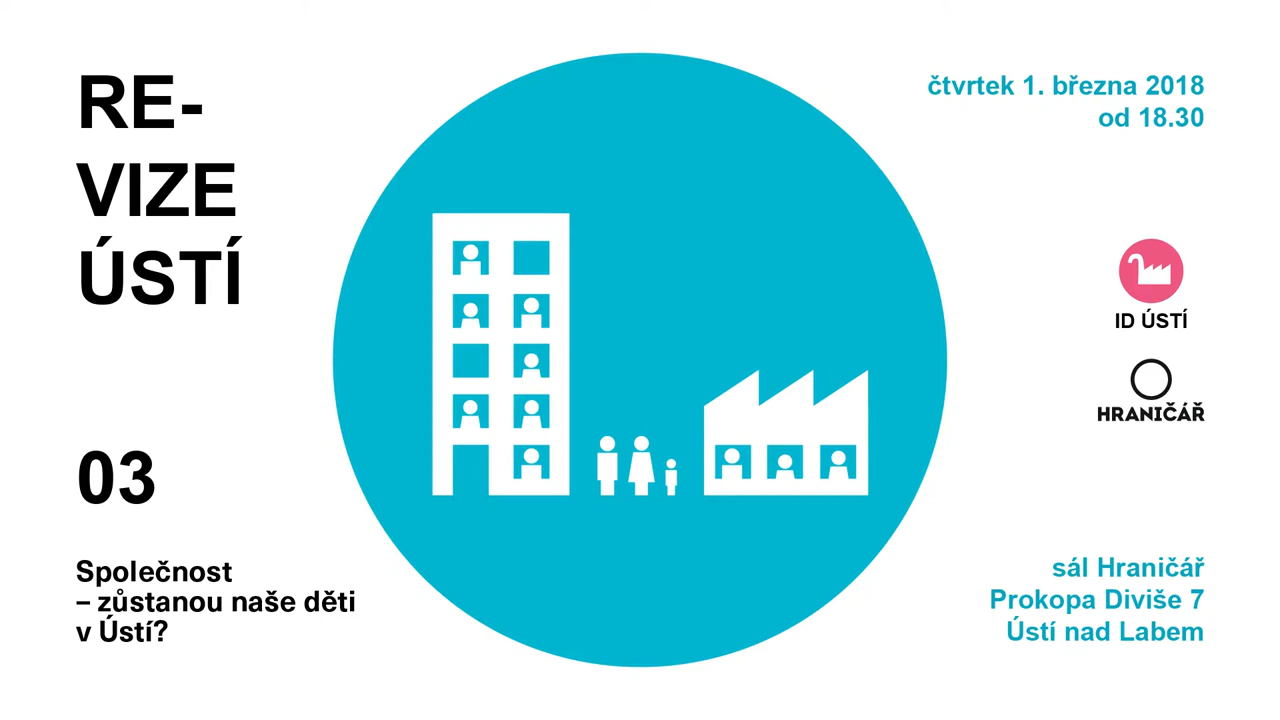 RE-
VIZE
ÚSTÍ
03
Společnost
– zůstanou naše děti
v Ústí?
čtvrtek 1. března 2018
od 18.30
ID ÚSTÍ
HRANIČÁŘ
sál Hraničář
Prokopa Diviše 7
Ústí nad Labem